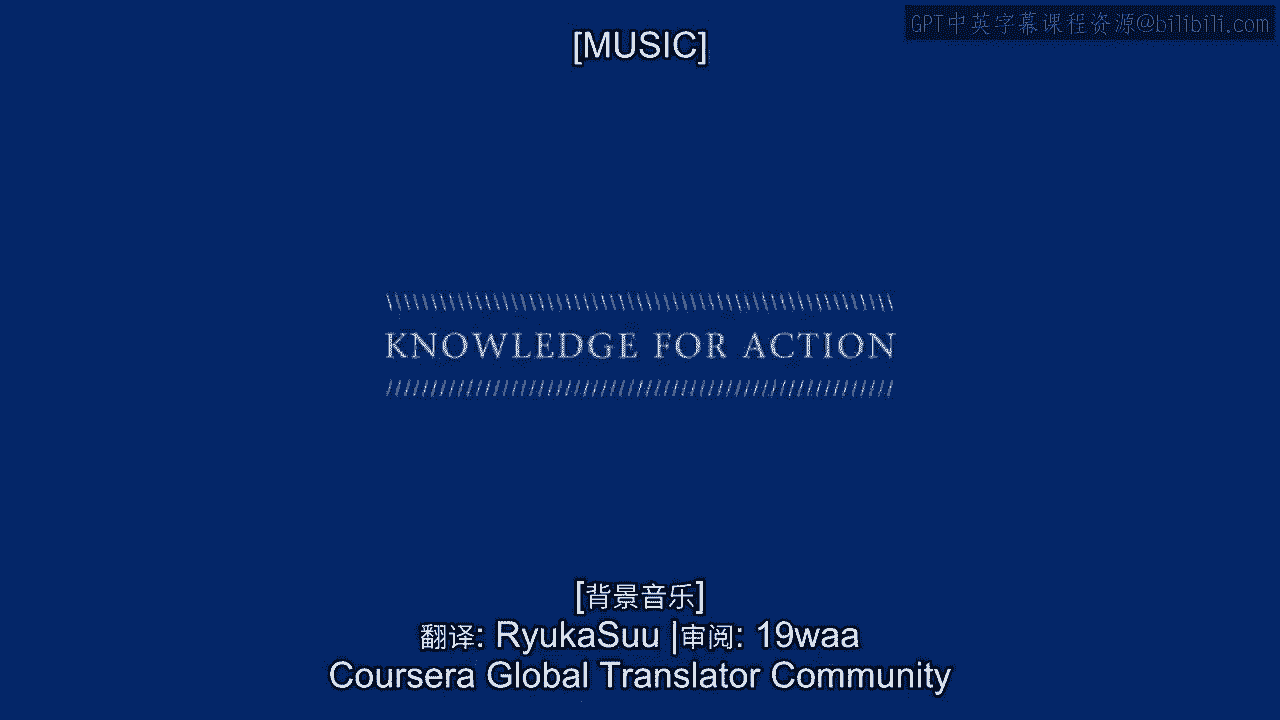 GPT中英字幕课程资源@bilibili.com
[MUSIC]
KNOWLEDGE FOR ACTION
[背景音乐]
翻译: RyukaSuu |审阅: 19waa
Coursera Global Translator Community